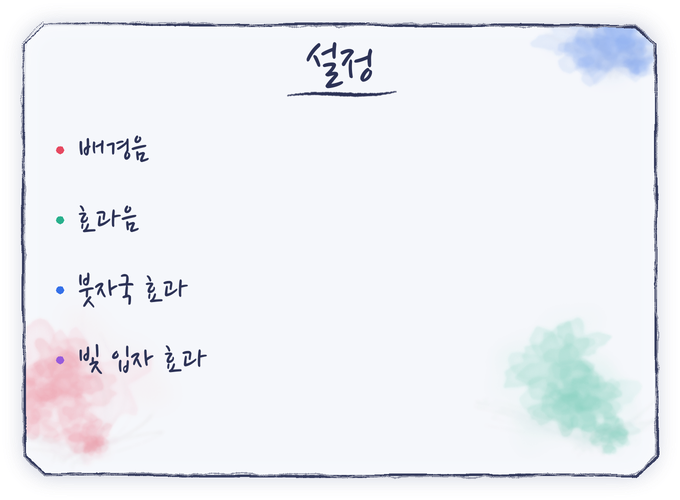 설정
배경음
효과음
붓자국 효과
빛 입자 효과